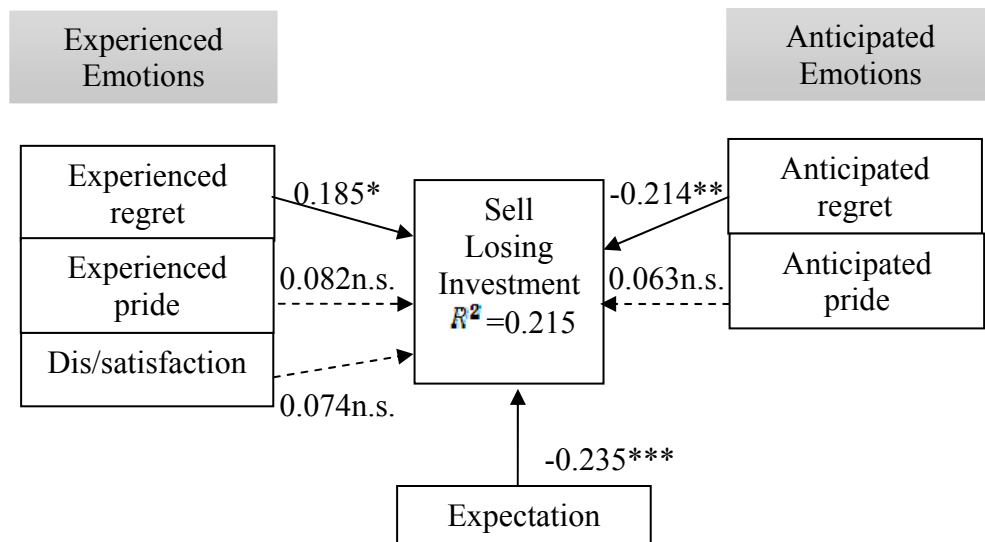 Experienced
Emotions
Anticipated
Emotions
Experienced
regret
0.185*
Experienced
pride
0.082n.s.
Dis/satisfaction
0.074n.s.
Sell
Losing
Investment
R² =0.215
-0.214**
Anticipated
regret
0.063n.s.
Anticipated
pride
-0.235***
Expectation